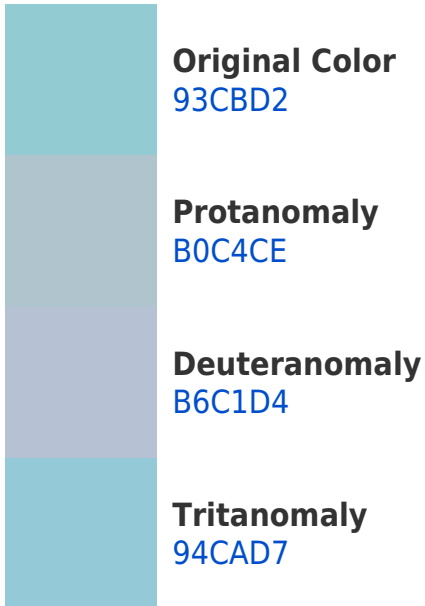 Original Color
93CBD2
Protanomaly
B0C4CE
Deuteranomaly
B6C1D4
Tritanomaly
94CAD7